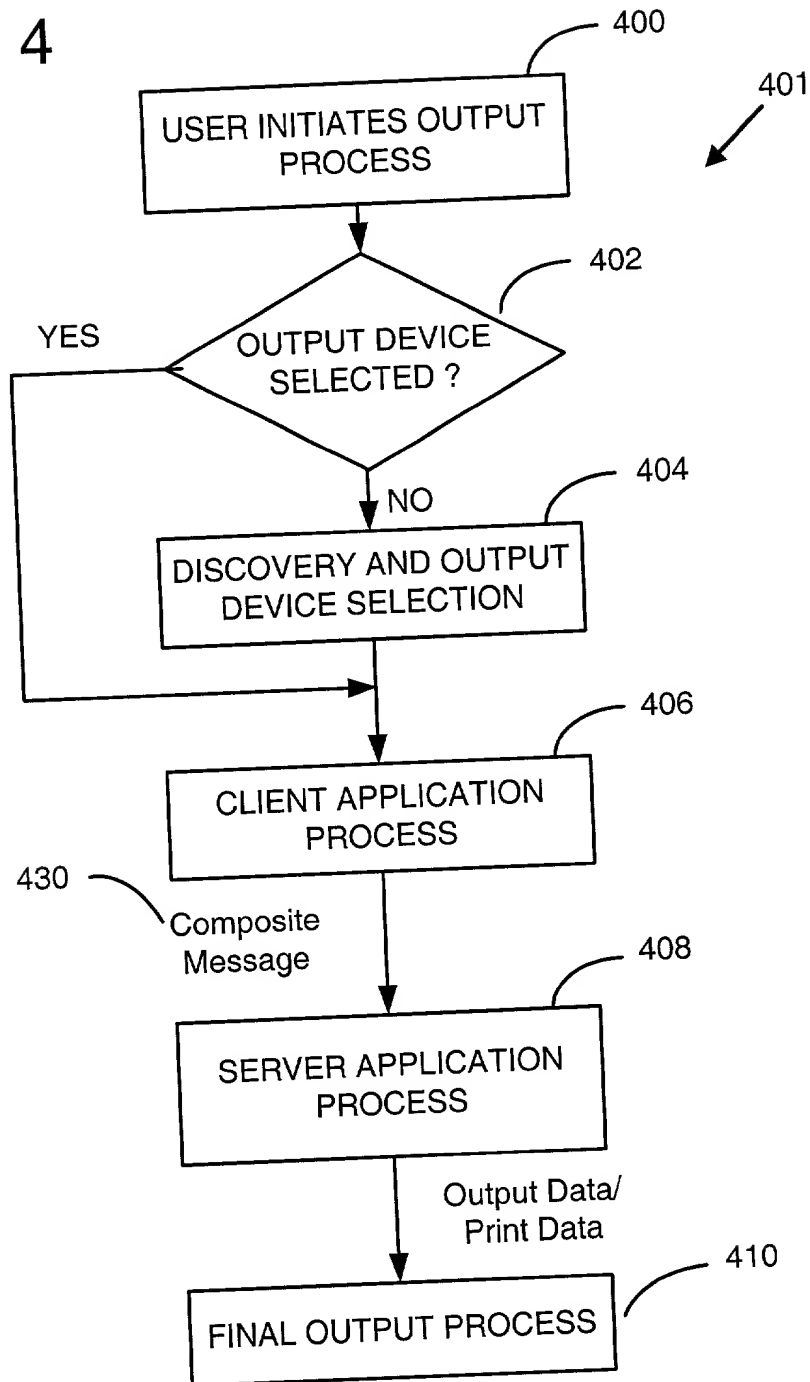 4
400
401
USER INITIATES OUTPUT
PROCESS
402
YES
OUTPUT DEVICE
SELECTED ?
NO
404
DISCOVERY AND OUTPUT
DEVICE SELECTION
406
CLIENT APPLICATION
PROCESS
430
Composite
Message
408
SERVER APPLICATION
PROCESS
Output Data/
Print Data
410
FINAL OUTPUT PROCESS